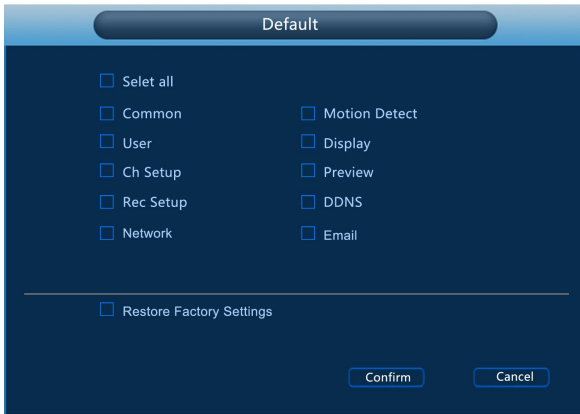 Default
Selet all
Common Motion Detect
User Display
Ch Setup Preview
Rec Setup DDNS
Network Email
Restore Factory Settings
Confirm Cancel